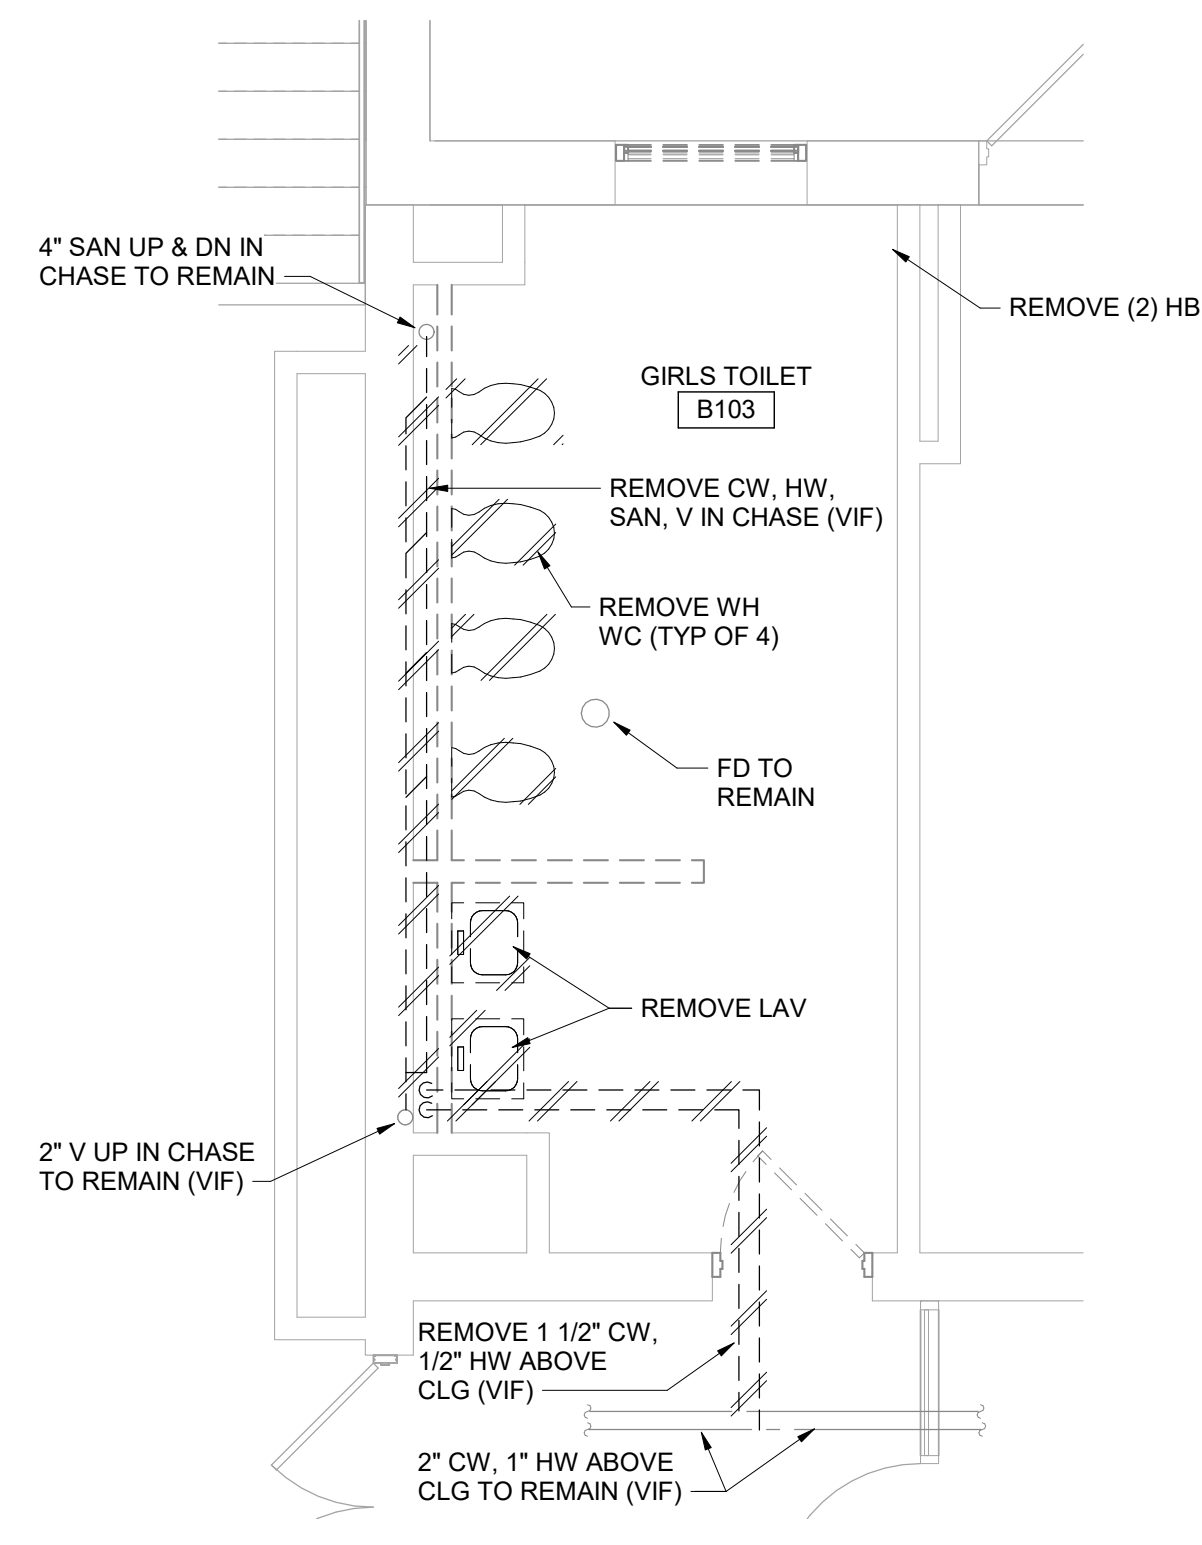 4" SAN UP & DN IN
CHASE TO REMAIN
REMOVE (2) HB
GIRLS TOILET
B103
REMOVE CW, HW,
SAN, V IN CHASE (VIF)
REMOVE WH
WC (TYP OF 4)
FD TO
REMAIN
REMOVE LAV
2" V UP IN CHASE
TO REMAIN (VIF)
REMOVE 1 1/2" CW,
1/2" HW ABOVE
CLG (VIF)
2" CW, 1" HW ABOVE
CLG TO REMAIN (VIF)